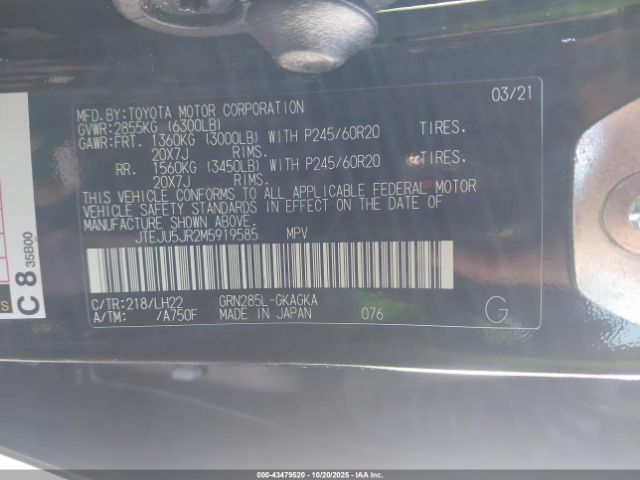 03/21
MFD.BY:TOYOTA MOTOR CORPORATION
GVWR:2855KG (6300LB)
GAWR:FRT. 1360KG (3000LB) WITH P245/60R20 TIRES,
20X7J RIMS.
RR. 1560KG (3450LB) WITH P245/60R20 TIRES,
20X7J RIMS.
THIS VEHICLE CONFORMS TO ALL APPLICABLE FEDERAL MOTOR
VEHICLE SAFETY STANDARDS IN EFFECT ON THE DATE OF
MANUFACTURE SHOWN ABOVE.
JTEJU5JR2M5919585 MPV
C/TR:218/LH22 GRN285L-GKAGKA
A/TM: /A750F MADE IN JAPAN 076 G
C 8 35B00
000-43479520 - 10/20/2025 - COPYRIGHT